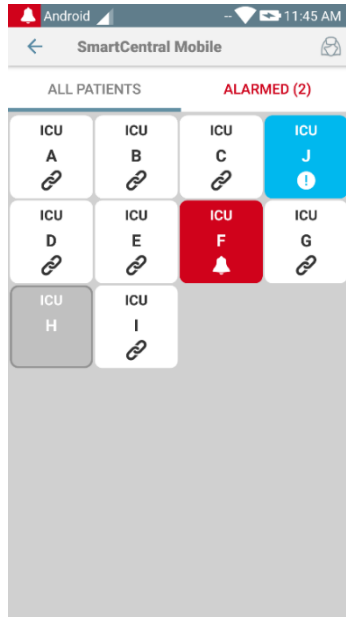 Android -- 11:45 AM
SmartCentral Mobile
ALL PATIENTS ALARMED (2)
ICU ICU ICU ICU
A B C J
ICU ICU ICU ICU
D E F G
ICU ICU
H I